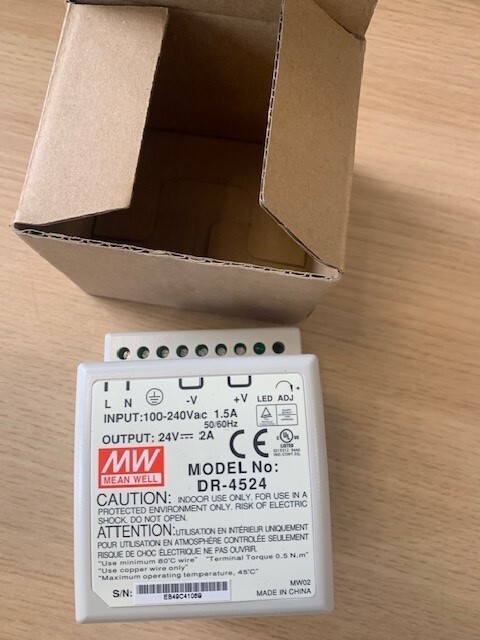 L N -V +V LED ADJ
INPUT:100-240Vac 1.5A
50/60Hz
OUTPUT: 24V 2A
CE
MW
MEAN WELL
MODEL No:
DR-4524
CAUTION: INDOOR USE ONLY. FOR USE IN A
PROTECTED ENVIRONMENT ONLY. RISK OF ELECTRIC
SHOCK. DO NOT OPEN.
ATTENTION:UTILISATION EN INTÉRIEUR UNIQUEMENT
POUR UTILISATION EN ATMOSPHÈRE CONTROLÉE SEULEMENT
RISQUE DE CHOC ÉLECTRIQUE NE PAS OUVRIR.
"Use minimum 80℃ wire" "Terminal Torque 0.5 N.m"
"Use copper wire only"
"Maximum operating temperature, 45℃"
MW02
S/N: EB49C41069
MADE IN CHINA